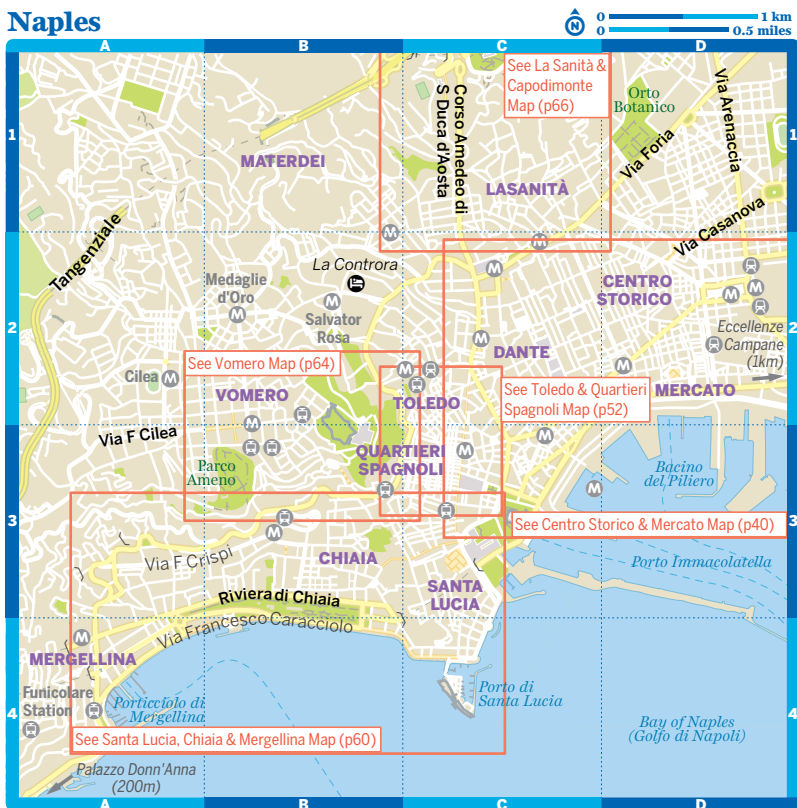 Naples
N
0 1 km
0 0.5 miles
A B C D
See La Sanità &
Capodimonte
Map (p66)
Orto
Botanico
Via Arenaccia
Corso Amedeo di
S Duca d'Aosta
1 1
MATERDEI
Via Foria
LASANITÀ
Via Casanova
Tangenziale
M
M
La Controra
M
CENTRO
STORICO
Medaglie
d'Oro
M
M
Salvator
Rosa
M
M
M
2 2
Eccellenze
Campane
(1km)
DANTE
See Vomero Map (p64)
Cilea M
M
M
See Toledo & Quartieri
Spagnoli Map (p52)
MERCATO
VOMERO
TOLEDO
Via F Cilea
M
M
M
QUARTIERI
SPAGNOLI
Parco
Ameno
Bacino
del Piliero
M
3 3
See Centro Storico & Mercato Map (p40)
M
Via F Crispi
CHIAIA
Porto Immacolatella
SANTA
LUCIA
Riviera di Chiaia
Via Francesco Caracciolo
M
MERGELLINA
Funicolare
Station
Porticciolo di
Mergellina
Porto di
Santa Lucia
4 4
Bay of Naples
(Golfo di Napoli)
See Santa Lucia, Chiaia & Mergellina Map (p60)
Palazzo Donn'Anna
(200m)
A B C D